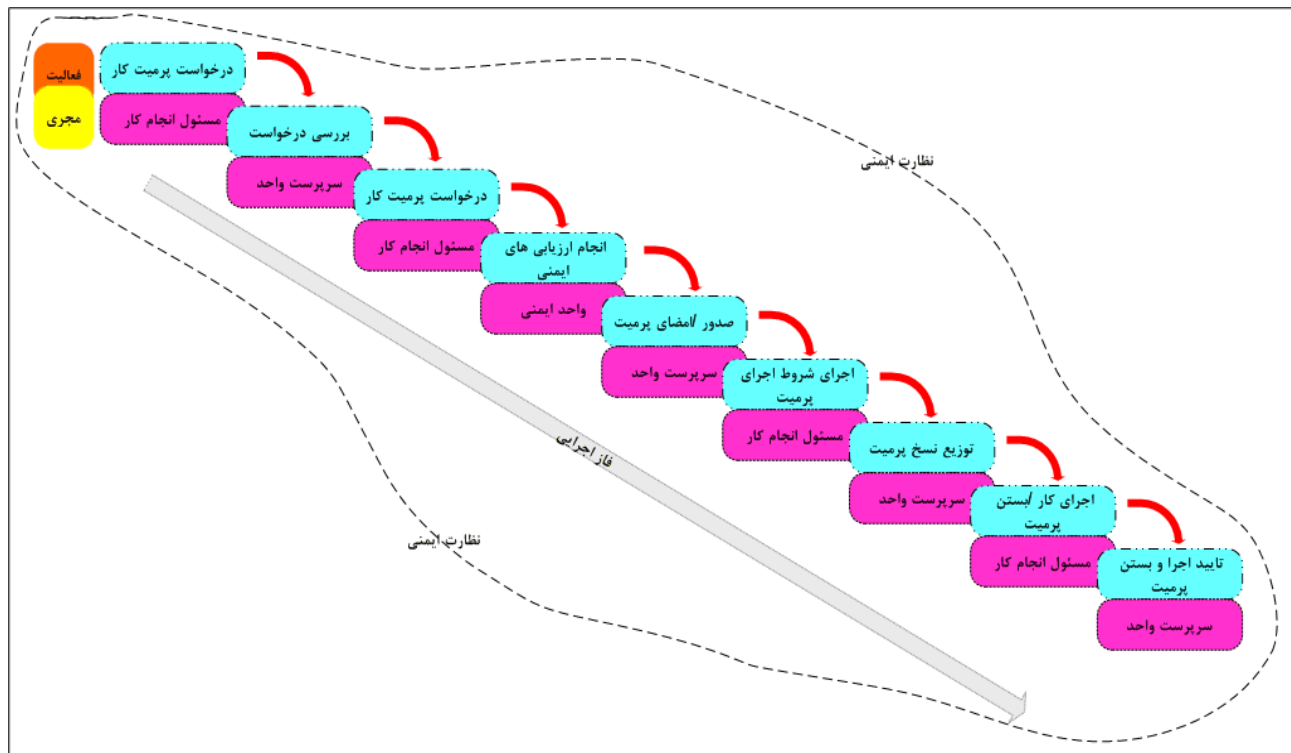 فعالیت
مجری
درخواست پرمیت کار
مسئول انجام کار
بررسی درخواست
سرپرست واحد
درخواست پرمیت کار
مسئول انجام کار
انجام ارزیابی های
ایمنی
واحد ایمنی
صدور /امضای پرمیت
سرپرست واحد
اجرای شروط اجرای
پرمیت
مسئول انجام کار
توزیع نسخ پرمیت
سرپرست واحد
اجرای کار /بستن
پرمیت
مسئول انجام کار
تایید اجرا و بستن
پرمیت
سرپرست واحد
نظارت ایمنی
فاز اجرایی
نظارت ایمنی